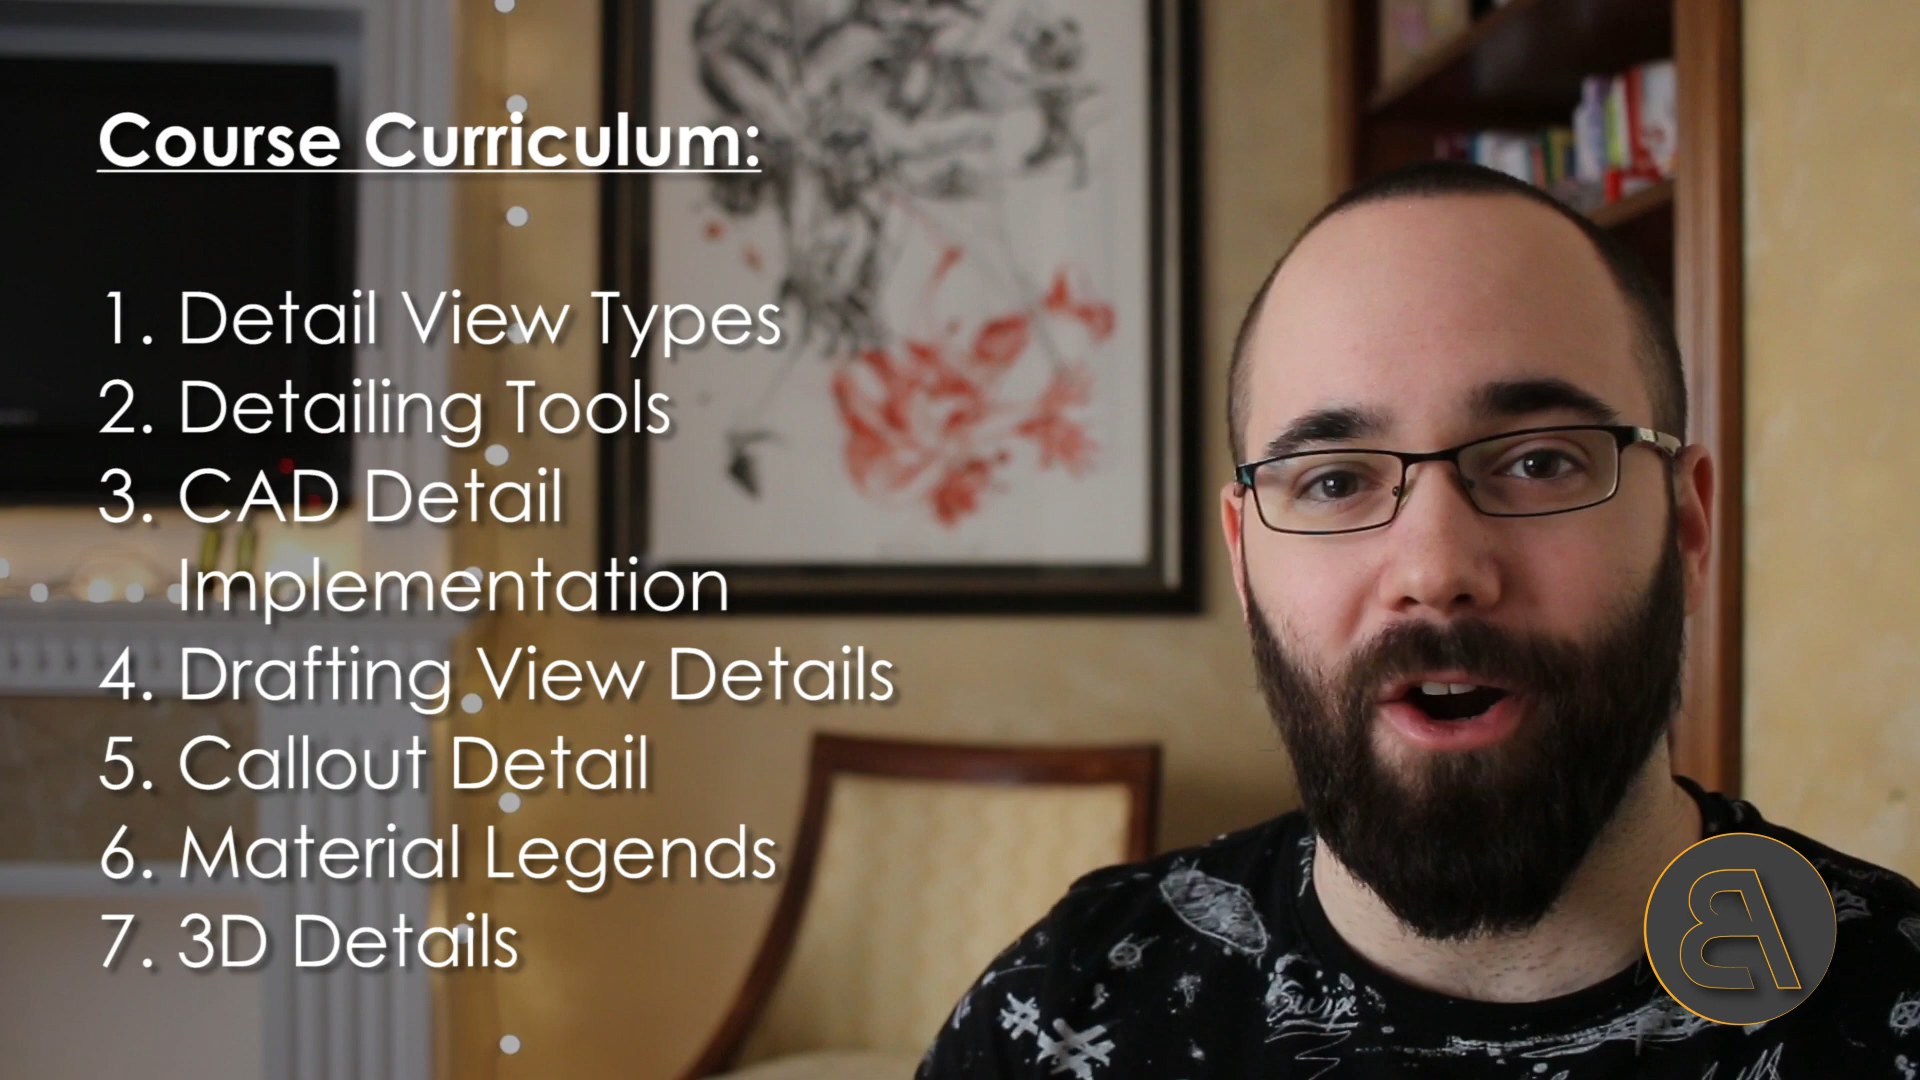 Course Curriculum:
1. Detail View Types
2. Detailing Tools
3. CAD Detail
Implementation
4. Drafting View Details
5. Callout Detail
6. Material Legends
7. 3D Details